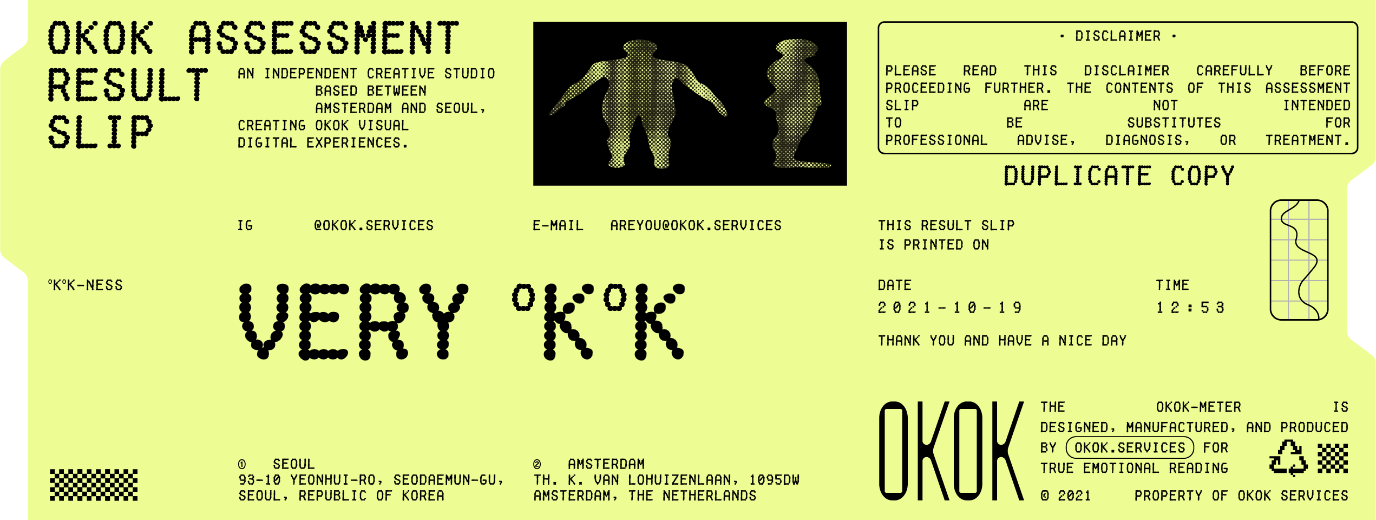 OKOK ASSESSMENT
RESULT
SLIP
AN INDEPENDENT CREATIVE STUDIO
BASED BETWEEN
AMSTERDAM AND SEOUL,
CREATING OKOK VISUAL
DIGITAL EXPERIENCES.
· DISCLAIMER ·
PLEASE READ THIS DISCLAIMER CAREFULLY BEFORE
PROCEEDING FURTHER. THE CONTENTS OF THIS ASSESSMENT
SLIP ARE NOT INTENDED
TO BE SUBSTITUTES FOR
PROFESSIONAL ADVISE, DIAGNOSIS, OR TREATMENT.
DUPLICATE COPY
IG @OKOK.SERVICES
E-MAIL AREYOU@OKOK.SERVICES
THIS RESULT SLIP
IS PRINTED ON
DATE TIME
2021-10-19 12:53
THANK YOU AND HAVE A NICE DAY
°K°K-NESS
VERY °K°K
① SEOUL
93-10 YEONHUI-RO, SEODAEMUN-GU,
SEOUL, REPUBLIC OF KOREA
② AMSTERDAM
TH. K. VAN LOHUIZENLAAN, 1095DW
AMSTERDAM, THE NETHERLANDS
OKOK
THE OKOK-METER IS
DESIGNED, MANUFACTURED, AND PRODUCED
BY OKOK.SERVICES FOR
TRUE EMOTIONAL READING
© 2021 PROPERTY OF OKOK SERVICES